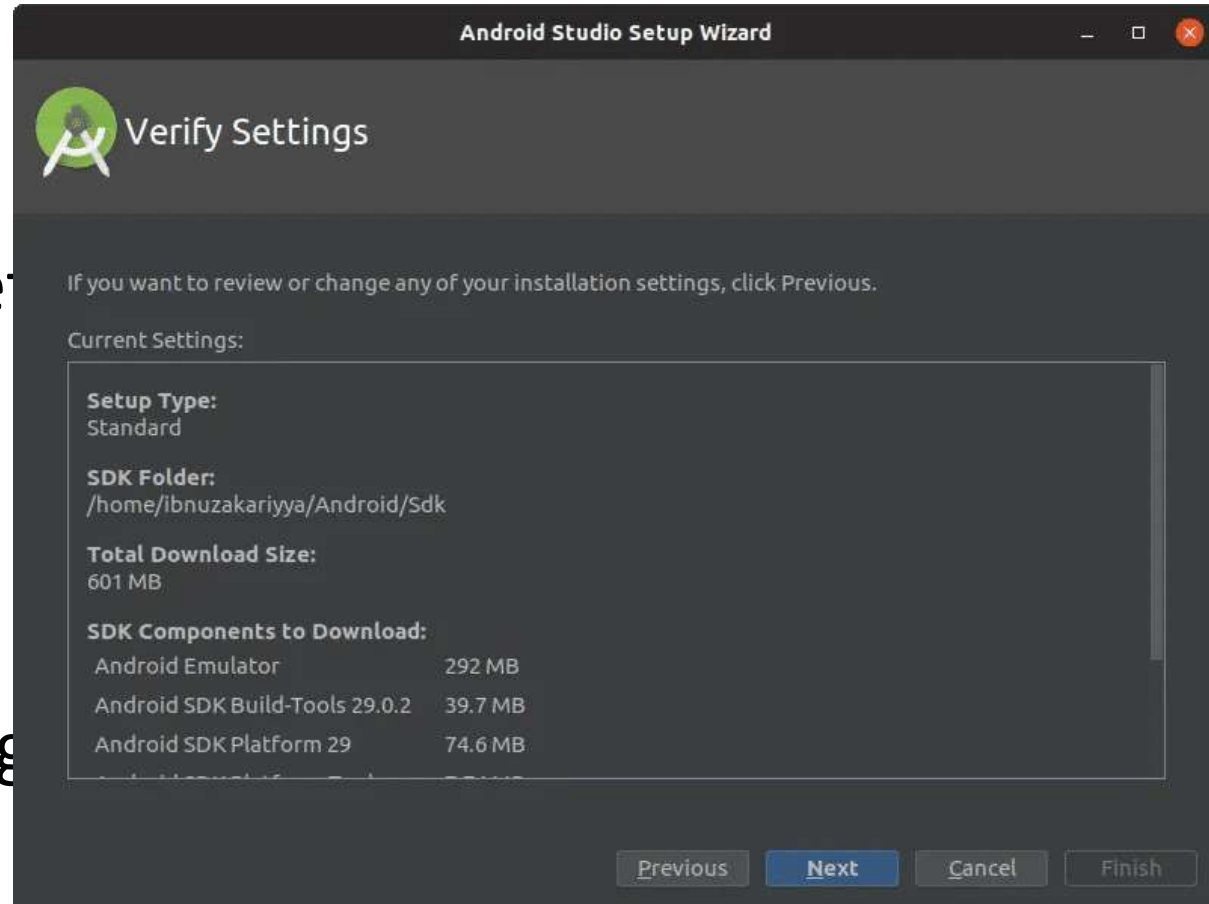 Android Studio Setup Wizard
Verify Settings
If you want to review or change any of your installation settings, click Previous.
Current Settings:
Setup Type:
Standard
SDK Folder:
/home/ibnuzakariyya/Android/Sdk
Total Download Size:
601 MB
SDK Components to Download:
Android Emulator 292 MB
Android SDK Build-Tools 29.0.2 39.7 MB
Android SDK Platform 29 74.6 MB
g
Previous Next Cancel Finish